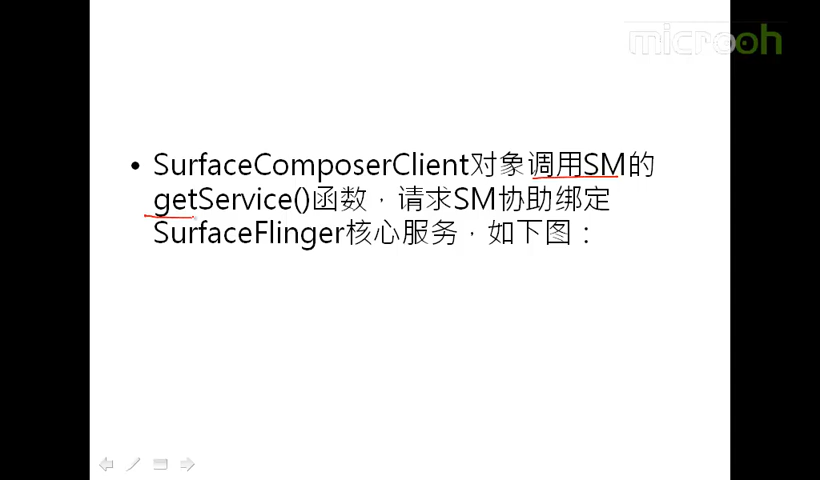 microoh
• SurfaceComposerClient对象调用SM的
getService()函数，请求SM协助绑定
SurfaceFlinger核心服务，如下图：